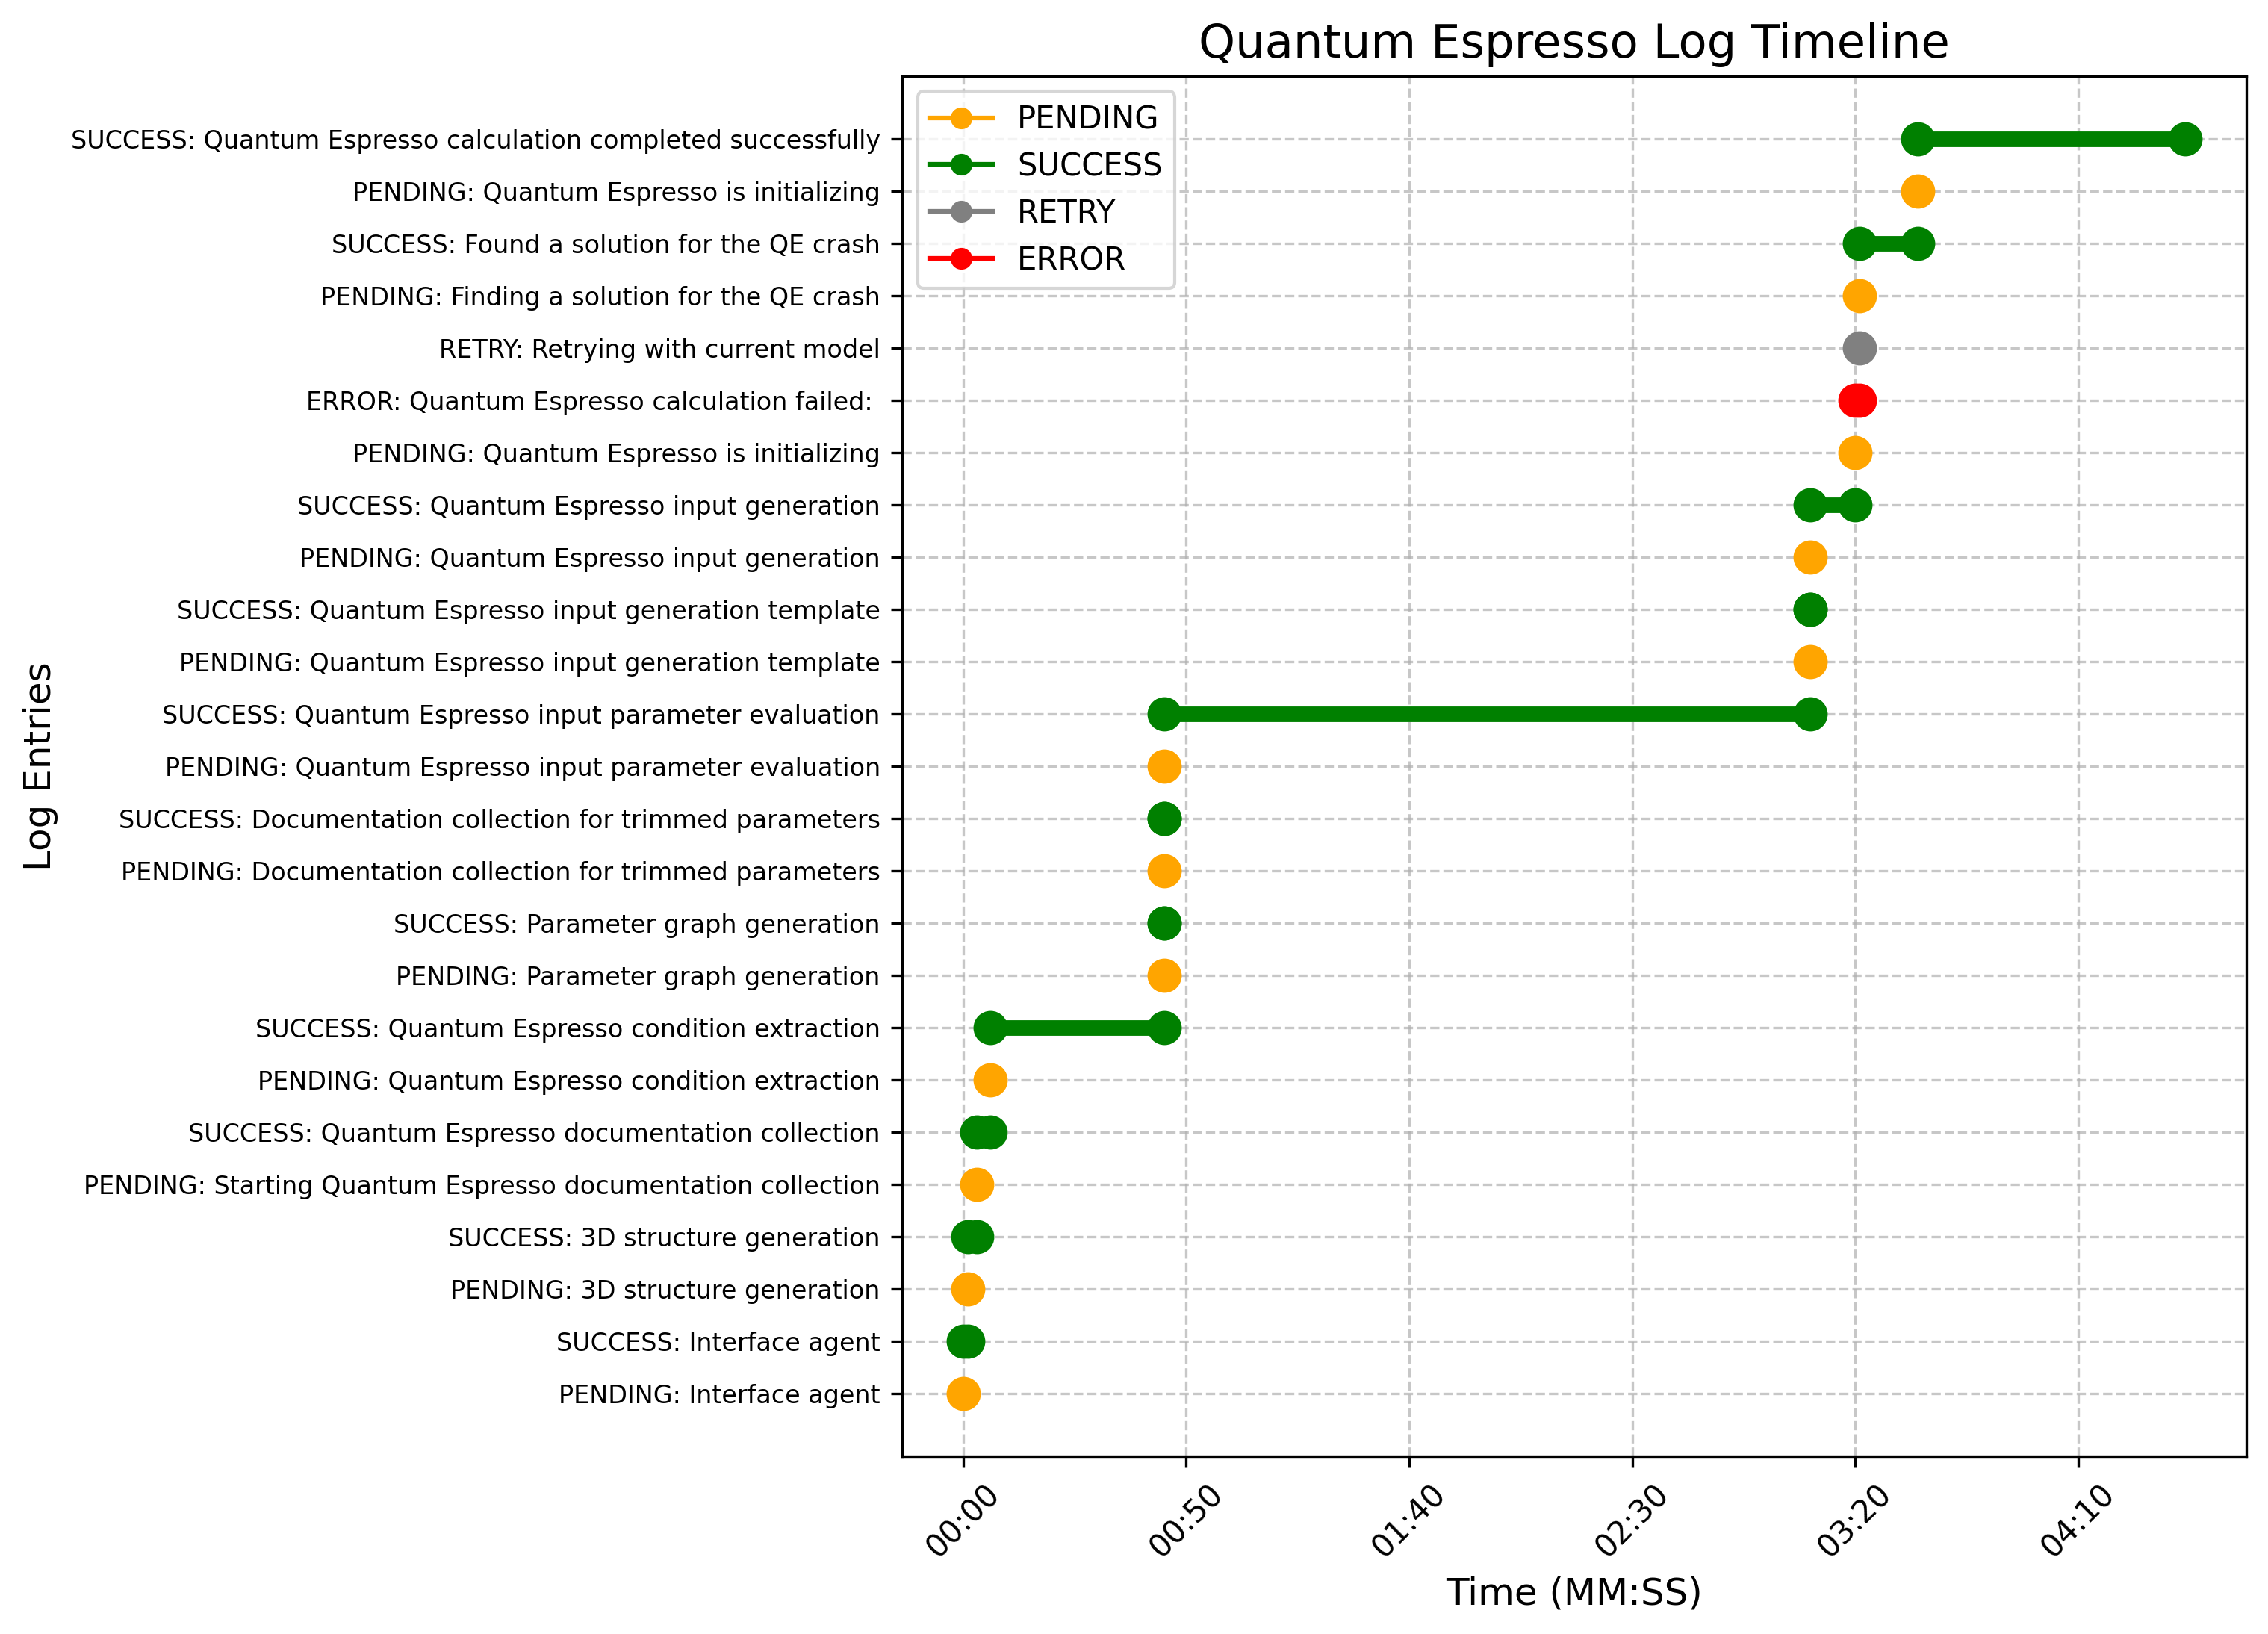 Quantum Espresso Log Timeline
PENDING
SUCCESS
RETRY
ERROR
SUCCESS: Quantum Espresso calculation completed successfully
PENDING: Quantum Espresso is initializing
SUCCESS: Found a solution for the QE crash
PENDING: Finding a solution for the QE crash
RETRY: Retrying with current model
ERROR: Quantum Espresso calculation failed:
PENDING: Quantum Espresso is initializing
SUCCESS: Quantum Espresso input generation
PENDING: Quantum Espresso input generation
SUCCESS: Quantum Espresso input generation template
PENDING: Quantum Espresso input generation template
SUCCESS: Quantum Espresso input parameter evaluation
PENDING: Quantum Espresso input parameter evaluation
SUCCESS: Documentation collection for trimmed parameters
PENDING: Documentation collection for trimmed parameters
SUCCESS: Parameter graph generation
PENDING: Parameter graph generation
SUCCESS: Quantum Espresso condition extraction
PENDING: Quantum Espresso condition extraction
SUCCESS: Quantum Espresso documentation collection
PENDING: Starting Quantum Espresso documentation collection
SUCCESS: 3D structure generation
PENDING: 3D structure generation
SUCCESS: Interface agent
PENDING: Interface agent
Log Entries
00:00
00:50
01:40
02:30
03:20
04:10
Time (MM:SS)